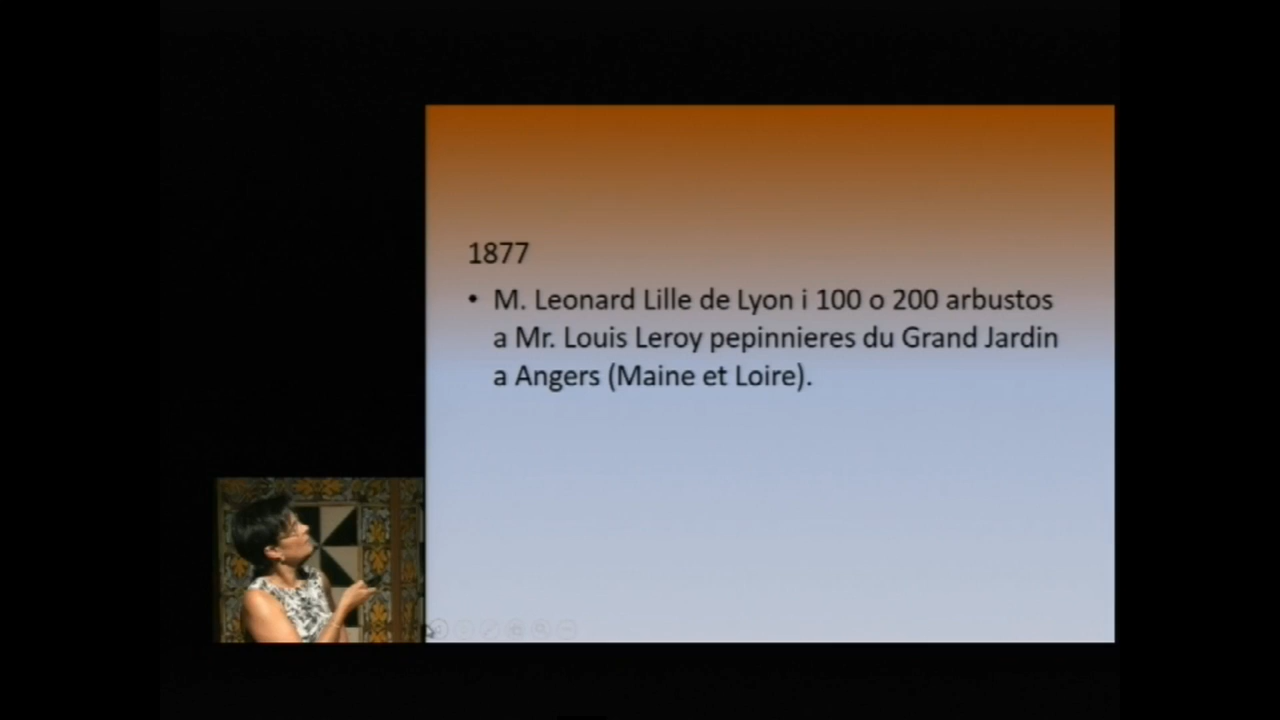 1877
• M. Leonard Lille de Lyon i 100 o 200 arbustos
a Mr. Louis Leroy pepinnieres du Grand Jardin
a Angers (Maine et Loire).